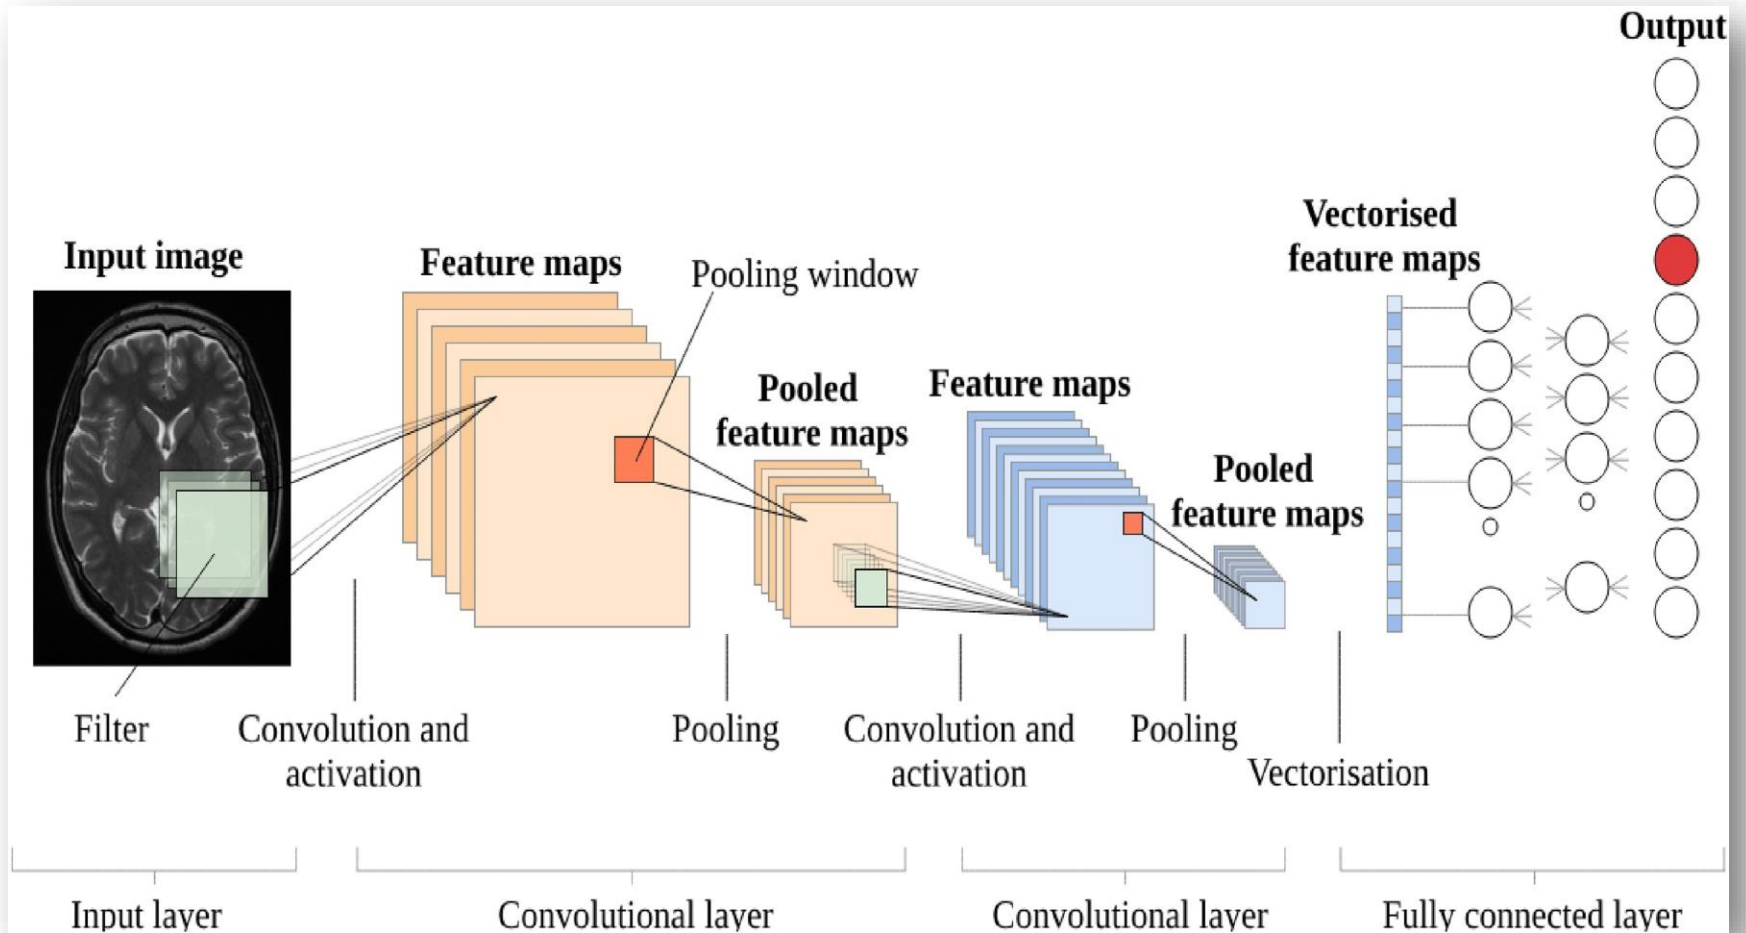 Output
Vectorised
feature maps
Input image
Feature maps
Pooling window
Pooled
feature maps
Feature maps
Pooled
feature maps
Filter
Convolution and
activation
Pooling
Convolution and
activation
Pooling
Vectorisation
Input layer
Convolutional layer
Convolutional layer
Fully connected layer